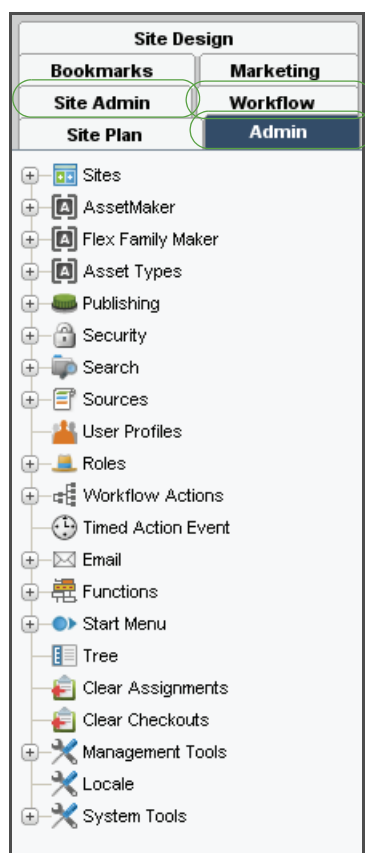 Site Design
Bookmarks Marketing
Site Admin Workflow
Site Plan Admin
Sites
AssetMaker
Flex Family Maker
Asset Types
Publishing
Security
Search
Sources
User Profiles
Roles
Workflow Actions
Timed Action Event
Email
Functions
Start Menu
Tree
Clear Assignments
Clear Checkouts
Management Tools
Locale
System Tools